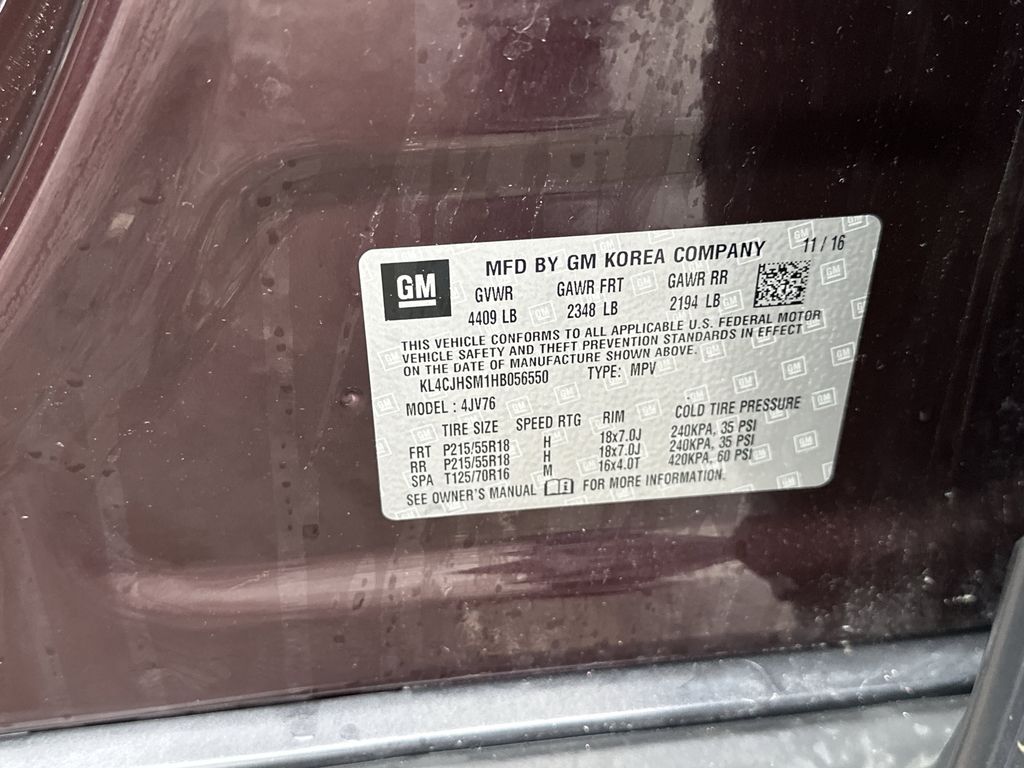 GM
MFD BY GM KOREA COMPANY 11 / 16
GVWR GAWR FRT GAWR RR
4409 LB 2348 LB 2194 LB
THIS VEHICLE CONFORMS TO ALL APPLICABLE U.S. FEDERAL MOTOR
VEHICLE SAFETY AND THEFT PREVENTION STANDARDS IN EFFECT
ON THE DATE OF MANUFACTURE SHOWN ABOVE.
KL4CJHSM1HB056550 TYPE: MPV
MODEL : 4JV76
TIRE SIZE SPEED RTG RIM COLD TIRE PRESSURE
FRT P215/55R18 H 18x7.0J 240KPA, 35 PSI
RR P215/55R18 H 18x7.0J 240KPA, 35 PSI
SPA T125/70R16 M 16x4.0T 420KPA, 60 PSI
SEE OWNER'S MANUAL FOR MORE INFORMATION.